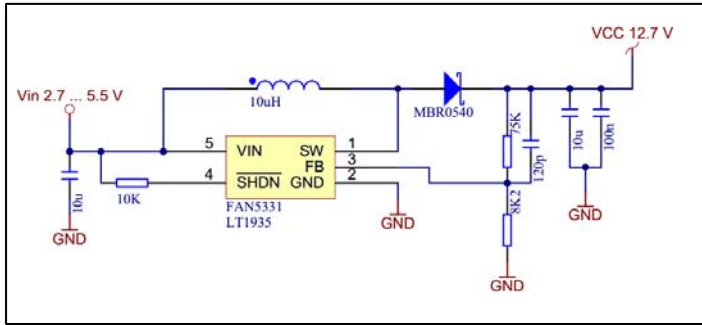 VCC 12.7 V
Vin 2.7 ... 5.5 V
10uH
MBR0540
75K
120p
10u
100n
5
VIN
SW
1
FB
3
4
SHDN
GND
2
10K
10u
8K2
FAN5331
LT1935
GND
GND
GND
GND